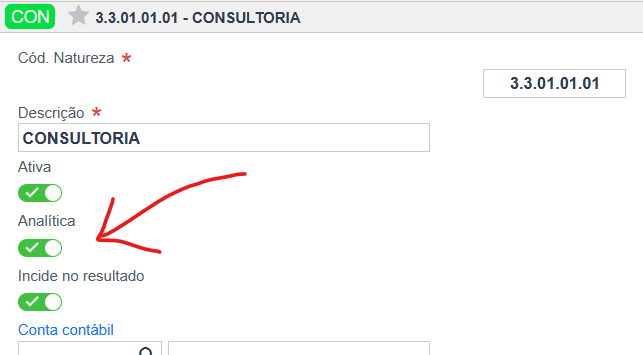 CON 3.3.01.01.01 - CONSULTORIA
Cód. Natureza *
3.3.01.01.01
Descrição *
CONSULTORIA
Ativa
Analítica
Incide no resultado
Conta contábil